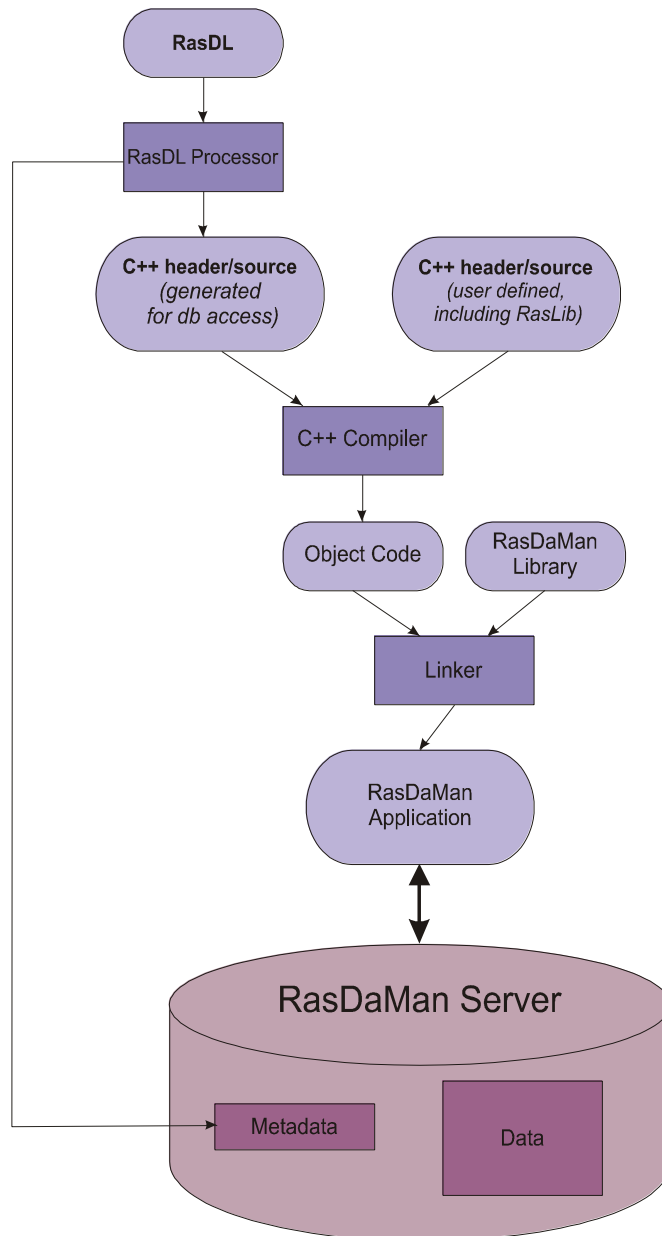 RasDL
RasDL Processor
C++ header/source
(generated
for db access)
C++ header/source
(user defined,
including RasLib)
C++ Compiler
Object Code
RasDaMan
Library
Linker
RasDaMan
Application
RasDaMan Server
Metadata
Data